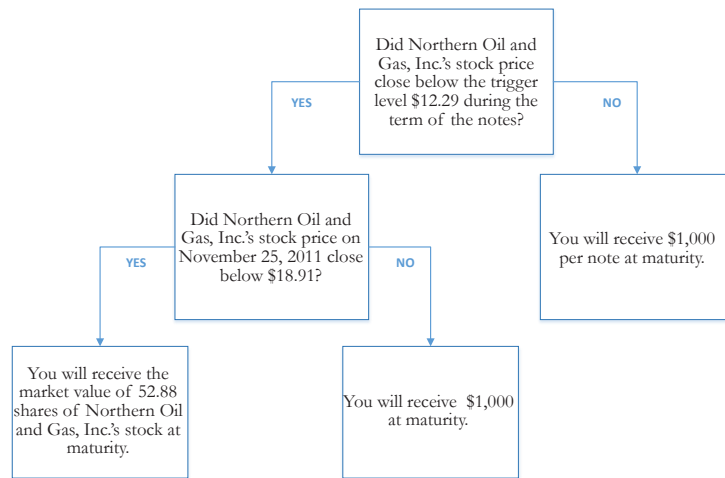 Did Northern Oil and
Gas, Inc.'s stock price
close below the trigger
level $12.29 during the
term of the notes?
YES
NO
Did Northern Oil and
Gas, Inc.'s stock price on
November 25, 2011 close
below $18.91?
You will receive $1,000
per note at maturity.
YES
NO
You will receive the
market value of 52.88
shares of Northern Oil
and Gas, Inc.'s stock at
maturity.
You will receive $1,000
at maturity.